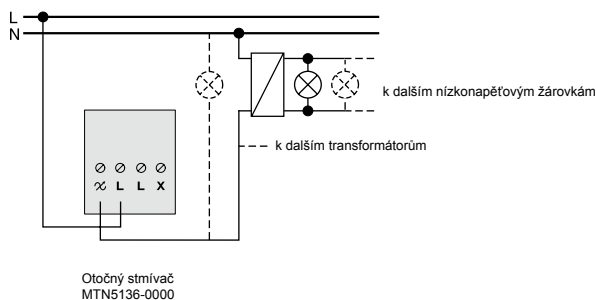 L
N
k dalším nízkonapěťovým žárovkám
k dalším transformátorům
L L X
Otočný stmívač
MTN5136-0000